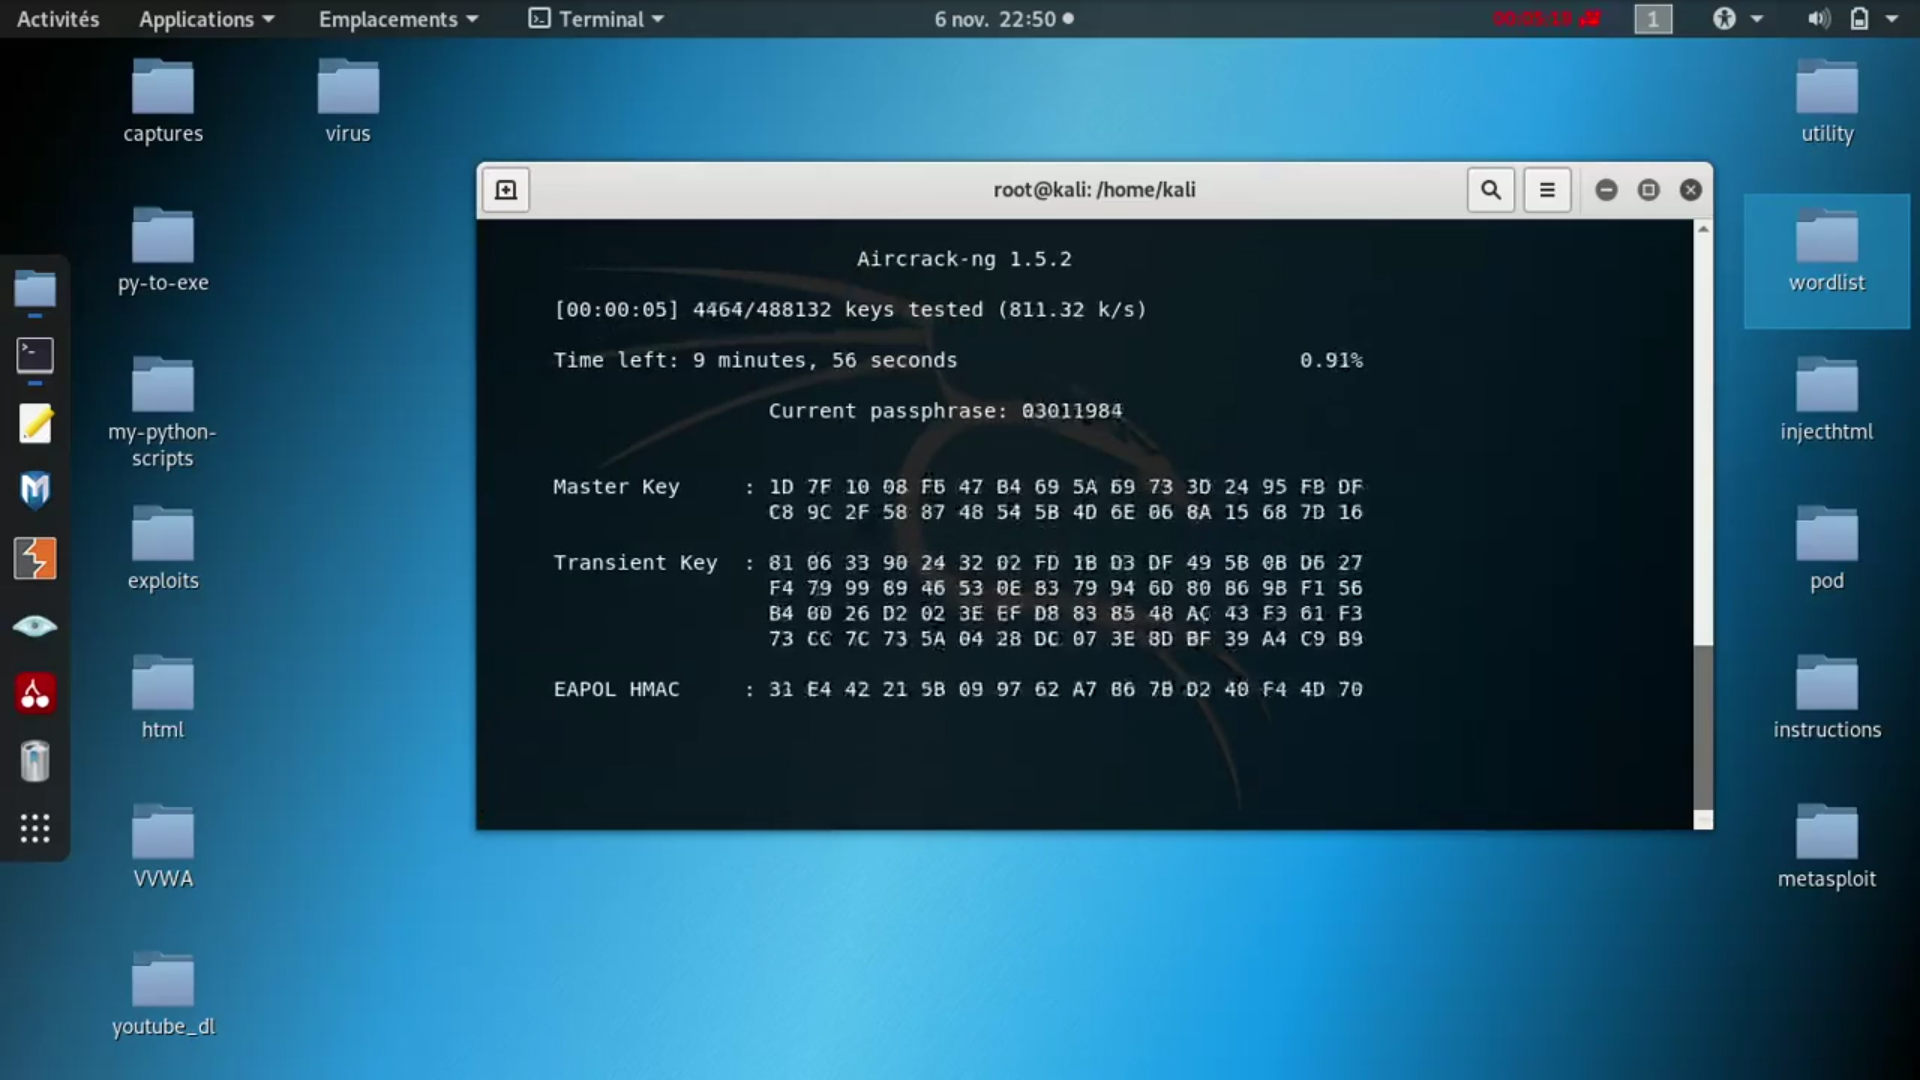 Activités Applications Emplacements Terminal 6 nov. 22:50 1
captures virus utility
root@kali: /home/kali
py-to-exe wordlist
my-python-
scripts
injecthtml
exploits pod
html instructions
VVWA metasploit
youtube_dl
Aircrack-ng 1.5.2
[00:00:05] 4464/488132 keys tested (811.32 k/s)
Time left: 9 minutes, 56 seconds 0.91%
Current passphrase: 03011984
Master Key : 1D 7F 10 08 F6 47 B4 69 5A 69 73 3D 24 95 FB DF
C8 9C 2F 58 87 48 54 5B 4D 6E 06 8A 15 68 7D 16
Transient Key : 81 06 33 90 24 32 02 FD 1B D3 DF 49 5B 0B D6 27
F4 79 99 89 46 53 0E 83 79 94 6D 80 86 9B F1 56
B4 0D 26 D2 02 3E EF D8 83 85 48 AC 43 F3 61 F3
73 CC 7C 73 5A 04 28 DC 07 3E 8D BF 39 A4 C9 B9
EAPOL HMAC : 31 E4 42 21 5B 09 97 62 A7 86 7B D2 40 F4 4D 70